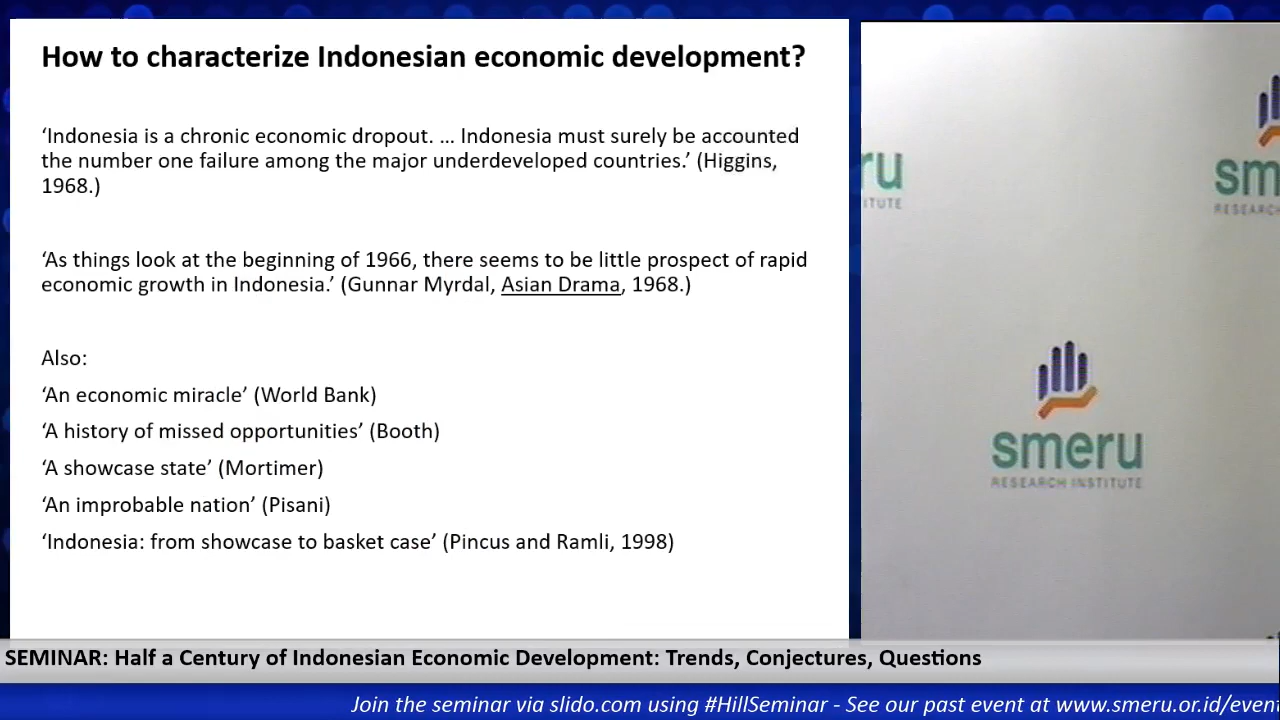 How to characterize Indonesian economic development?
‘Indonesia is a chronic economic dropout. ... Indonesia must surely be accounted
the number one failure among the major underdeveloped countries.’ (Higgins,
1968.)
‘As things look at the beginning of 1966, there seems to be little prospect of rapid
economic growth in Indonesia.’ (Gunnar Myrdal, Asian Drama, 1968.)
Also:
‘An economic miracle’ (World Bank)
‘A history of missed opportunities’ (Booth)
‘A showcase state’ (Mortimer)
‘An improbable nation’ (Pisani)
‘Indonesia: from showcase to basket case’ (Pincus and Ramli, 1998)
ru
ITUTE
sm
RESEARC
smeru
RESEARCH INSTITUTE
SEMINAR: Half a Century of Indonesian Economic Development: Trends, Conjectures, Questions
Join the seminar via slido.com using #HillSeminar - See our past event at www.smeru.or.id/even